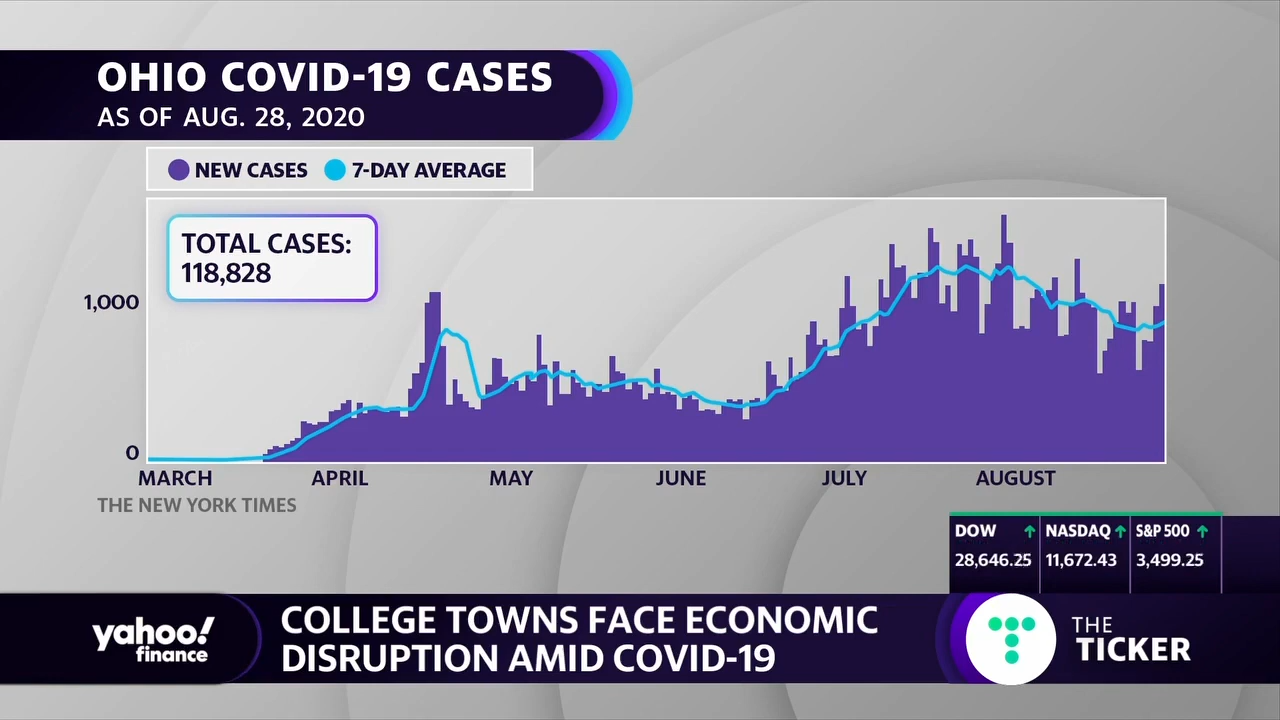 OHIO COVID-19 CASES
AS OF AUG. 28, 2020
NEW CASES 7-DAY AVERAGE
TOTAL CASES:
118,828
1,000
0
MARCH APRIL MAY JUNE JULY AUGUST
THE NEW YORK TIMES
DOW NASDAQ S&P 500
28,646.25 11,672.43 3,499.25
yahoo!
finance
COLLEGE TOWNS FACE ECONOMIC
DISRUPTION AMID COVID-19
THE
TICKER